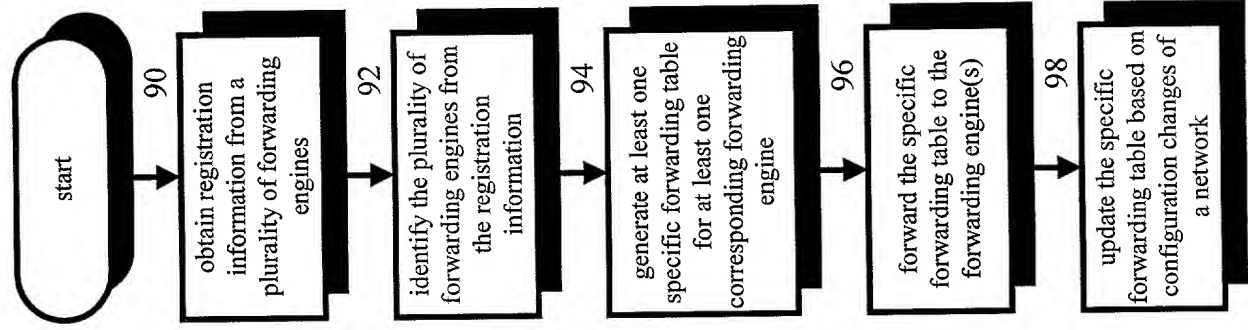 start
90
obtain registration
information from a
plurality of forwarding
engines
92
identify the plurality of
forwarding engines from
the registration
information
94
generate at least one
specific forwarding table
for at least one
corresponding forwarding
engine
96
forward the specific
forwarding table to the
forwarding engine(s)
98
update the specific
forwarding table based on
configuration changes of
a network